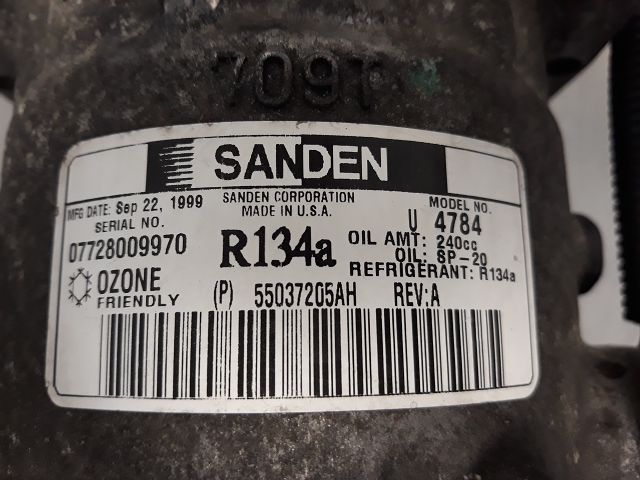 709T
SANDEN
MFG DATE: Sep 22, 1999
SANDEN CORPORATION
MADE IN U.S.A.
MODEL NO.
U 4784
SERIAL NO.
07728009970
R134a
OIL AMT: 240cc
OIL: SP-20
REFRIGERANT: R134a
OZONE
FRIENDLY
(P) 55037205AH REV:A